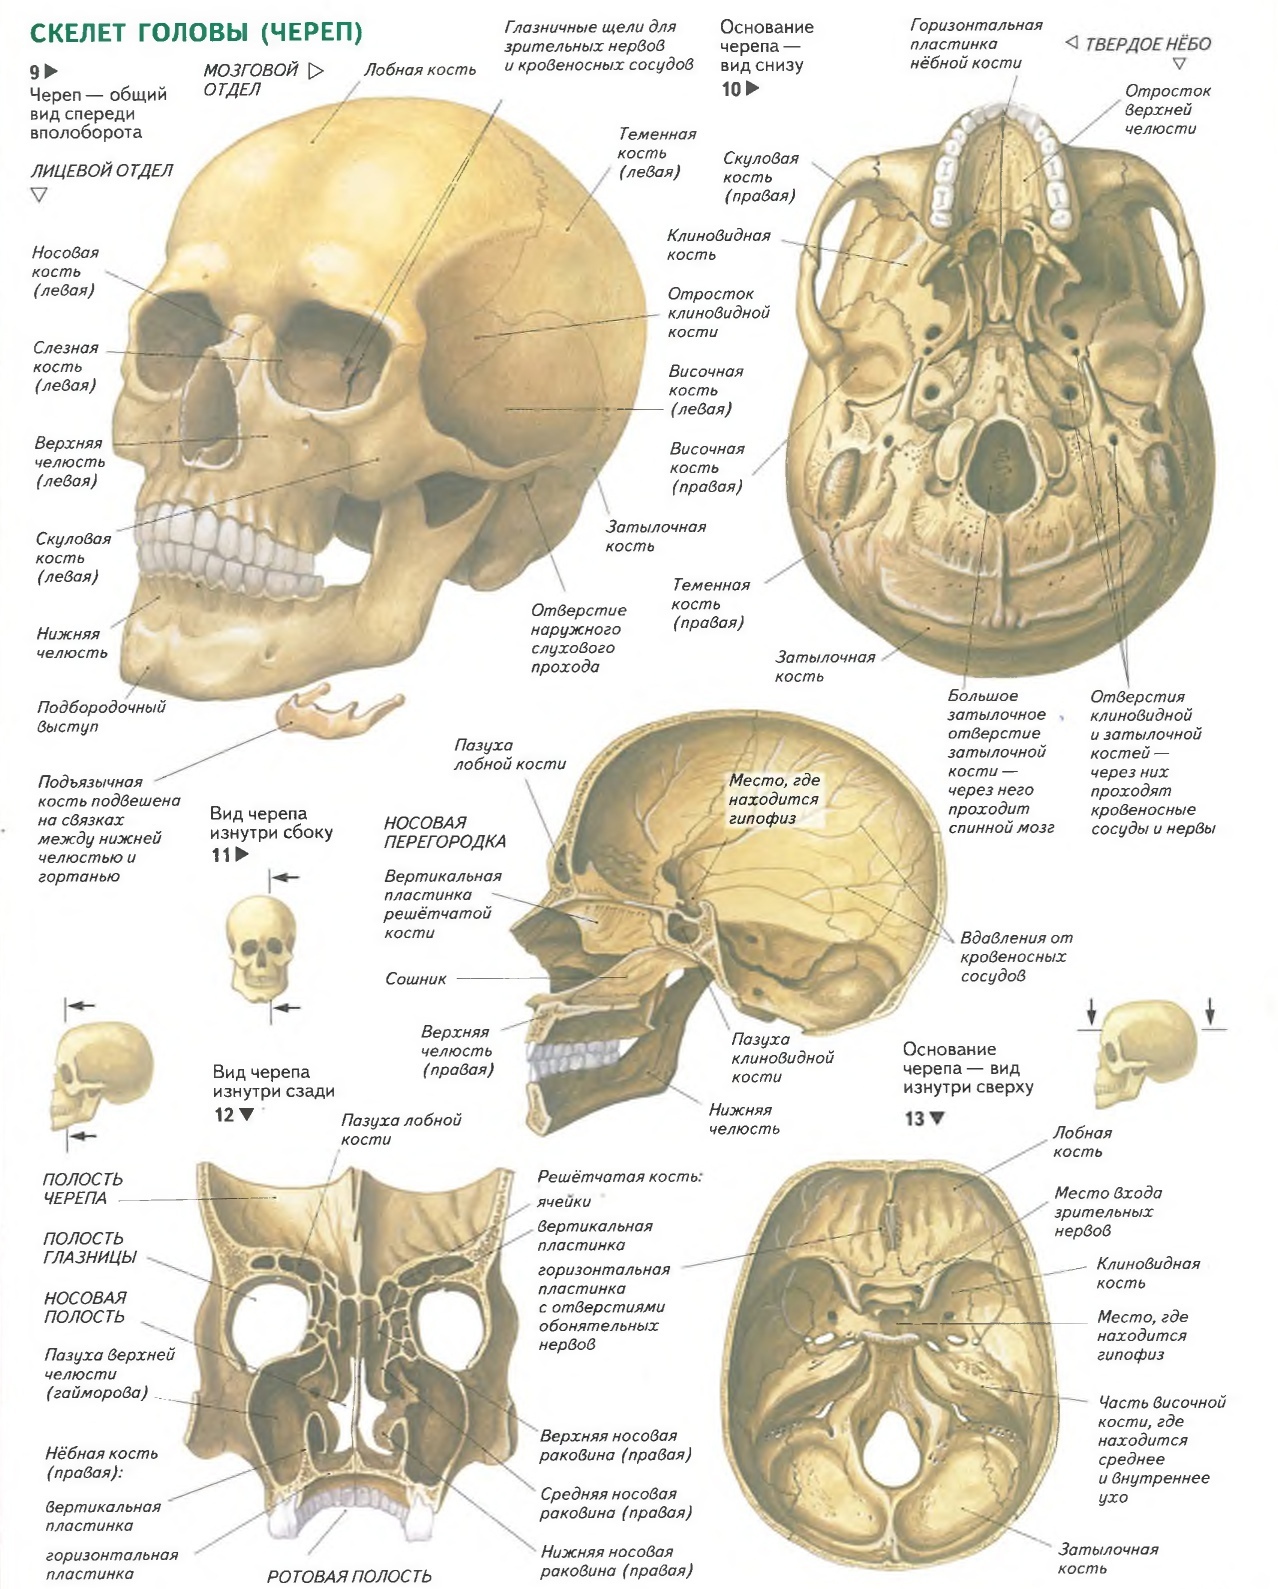 СКЕЛЕТ ГОЛОВЫ (ЧЕРЕП)
9
Череп — общий
вид спереди
вполоборота
МОЗГОВОЙ
ОТДЕЛ
ЛИЦЕВОЙ ОТДЕЛ
Лобная кость
Глазничные щели для
зрительных нервов
и кровеносных сосудов
Теменная
кость
(левая)
Носовая
кость
(левая)
Слезная
кость
(левая)
Верхняя
челюсть
(левая)
Скуловая
кость
(левая)
Нижняя
челюсть
Подбородочный
выступ
Подъязычная
кость подвешена
на связках
между нижней
челюстью и
гортанью
Отросток
клиновидной
кости
Височная
кость
(левая)
Затылочная
кость
Отверстие
наружного
слухового
прохода
Основание
черепа —
вид снизу
10
Горизонтальная
пластинка
нёбной кости
ТВЕРДОЕ НЁБО
Отросток
верхней
челюсти
Скуловая
кость
(правая)
Клиновидная
кость
Височная
кость
(правая)
Теменная
кость
(правая)
Затылочная
кость
Большое
затылочное
отверстие
затылочной
кости —
через него
проходит
спинной мозг
Отверстия
клиновидной
и затылочной
костей —
через них
проходят
кровеносные
сосуды и нервы
Вид черепа
изнутри сбоку
11
Пазуха
лобной кости
Место, где
находится
гипофиз
НОСОВАЯ
ПЕРЕГОРОДКА
Вертикальная
пластинка
решётчатой
кости
Сошник
Верхняя
челюсть
(правая)
Вдавления от
кровеносных
сосудов
Пазуха
клиновидной
кости
Нижняя
челюсть
Вид черепа
изнутри сзади
12
Пазуха лобной
кости
ПОЛОСТЬ
ЧЕРЕПА
ПОЛОСТЬ
ГЛАЗНИЦЫ
НОСОВАЯ
ПОЛОСТЬ
Пазуха верхней
челюсти
(гайморова)
Нёбная кость
(правая):
вертикальная
пластинка
горизонтальная
пластинка
РОТОВАЯ ПОЛОСТЬ
Решётчатая кость:
ячейки
вертикальная
пластинка
горизонтальная
пластинка
с отверстиями
обонятельных
нервов
Верхняя носовая
раковина (правая)
Средняя носовая
раковина (правая)
Нижняя носовая
раковина (правая)
Основание
черепа — вид
изнутри сверху
13
Лобная
кость
Место входа
зрительных
нервов
Клиновидная
кость
Место, где
находится
гипофиз
Часть височной
кости, где
находится
среднее
и внутреннее
ухо
Затылочная
кость